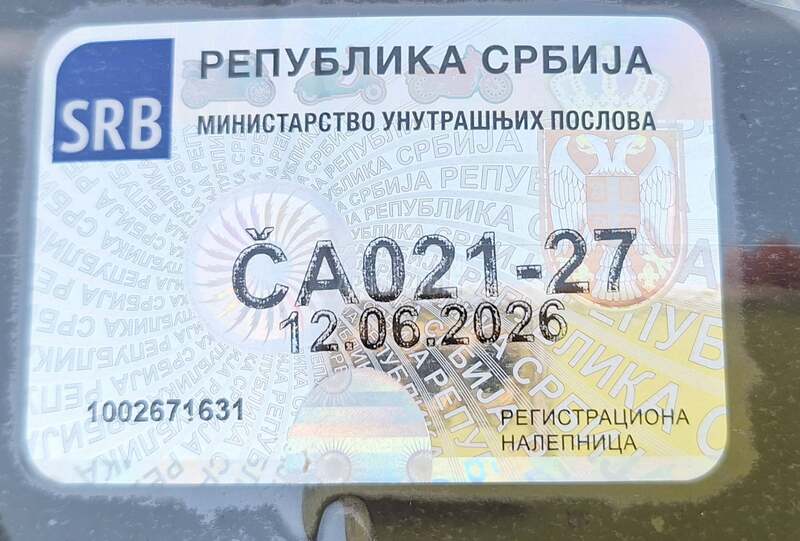 SRB
РЕПУБЛИКА СРБИЈА
МИНИСТАРСТВО УНУТРАШЊИХ ПОСЛОВА
ČA021-27
12.06.2026
1002671631
РЕГИСТРАЦИОНА
НАЛЕПНИЦА